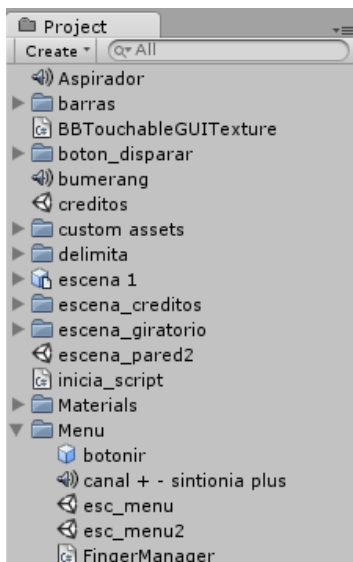 Project
Create All
Aspirador
barras
BBTouchableGUITexture
boton_disparar
bumerang
creditos
custom assets
delimita
escena 1
escena_creditos
escena_giratorio
escena_pared2
inicia_script
Materials
Menu
botonir
canal + - sintionia plus
esc_menu
esc_menu2
FingerManager